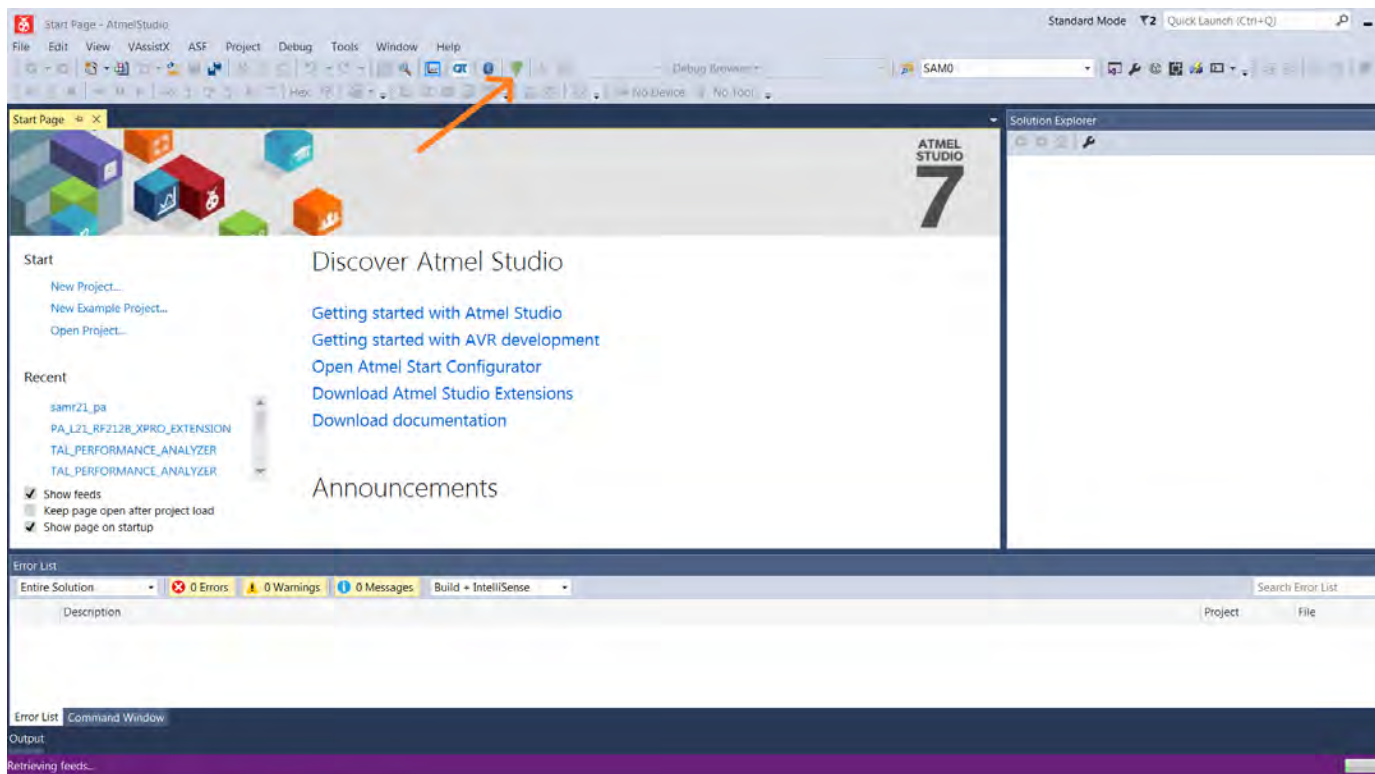 Start Page - AtmelStudio
Standard Mode
2
Quick Launch (Ctrl+Q)
File Edit View VAssistX ASF Project Debug Tools Window Help
Debug Browser
SAM0
Hex
No Device
No Tool
Start Page
Solution Explorer
ATMEL
STUDIO
7
Start
New Project...
New Example Project...
Open Project...
Recent
samr21_pa
PA_L21_RF212B_XPRO_EXTENSION
TAL_PERFORMANCE_ANALYZER
TAL_PERFORMANCE_ANALYZER
Show feeds
Keep page open after project load
Show page on startup
Discover Atmel Studio
Getting started with Atmel Studio
Getting started with AVR development
Open Atmel Start Configurator
Download Atmel Studio Extensions
Download documentation
Announcements
Error List
Entire Solution
0 Errors
0 Warnings
0 Messages
Build + IntelliSense
Search Error List
Description
Project
File
Error List
Command Window
Output
Retrieving feeds...